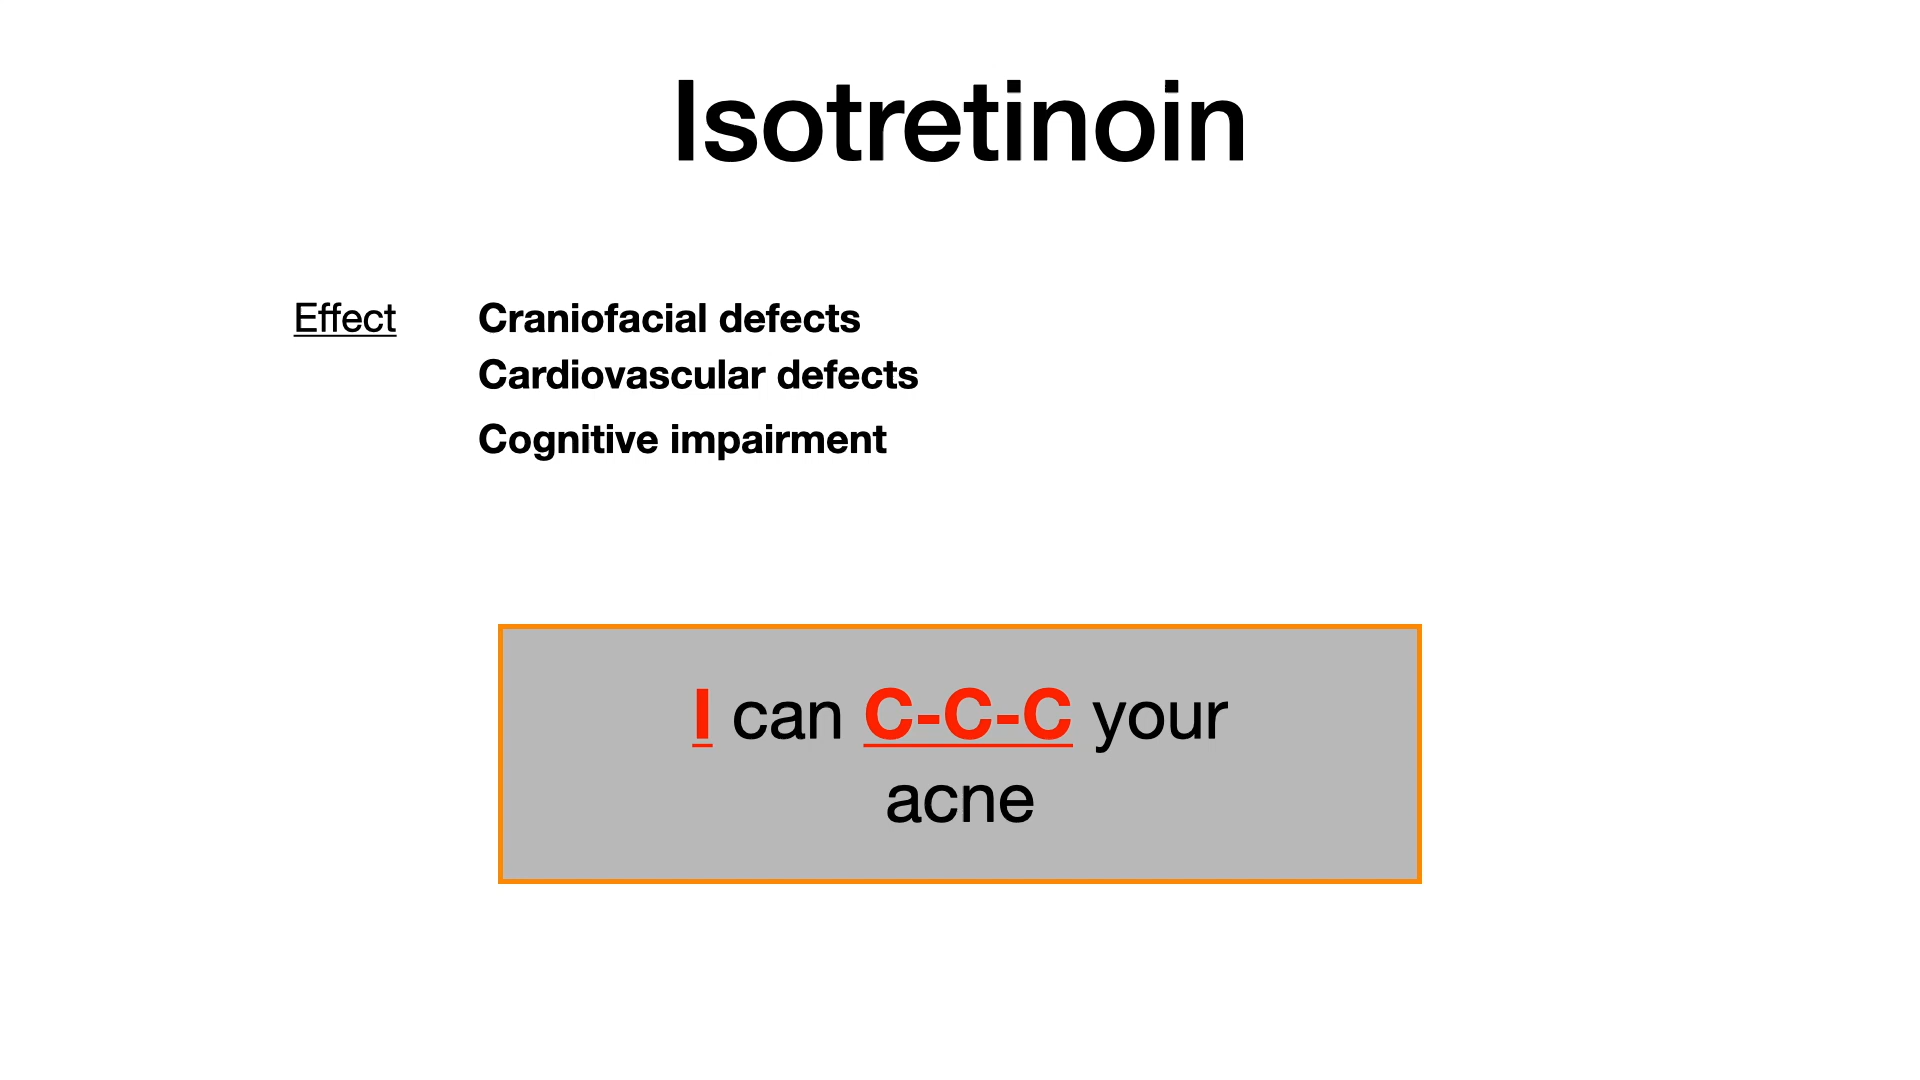 Isotretinoin
Effect Craniofacial defects
Cardiovascular defects
Cognitive impairment
I can C-C-C your
acne